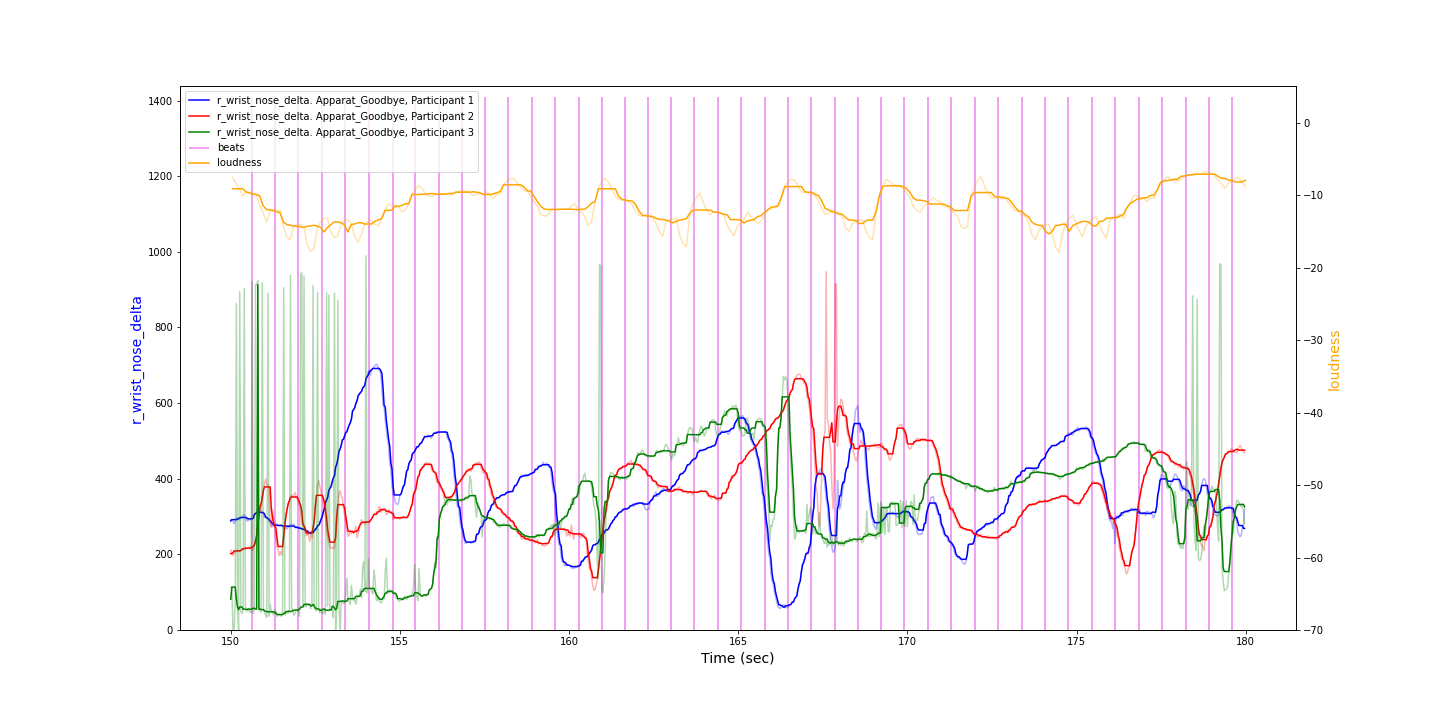 r_wrist_nose_delta. Apparat_Goodbye, Participant 1
r_wrist_nose_delta. Apparat_Goodbye, Participant 2
r_wrist_nose_delta. Apparat_Goodbye, Participant 3
beats
loudness
1400
1200
1000
800
600
400
200
0
r_wrist_nose_delta
0
−10
−20
−30
−40
−50
−60
−70
loudness
150
155
160
165
170
175
180
Time (sec)